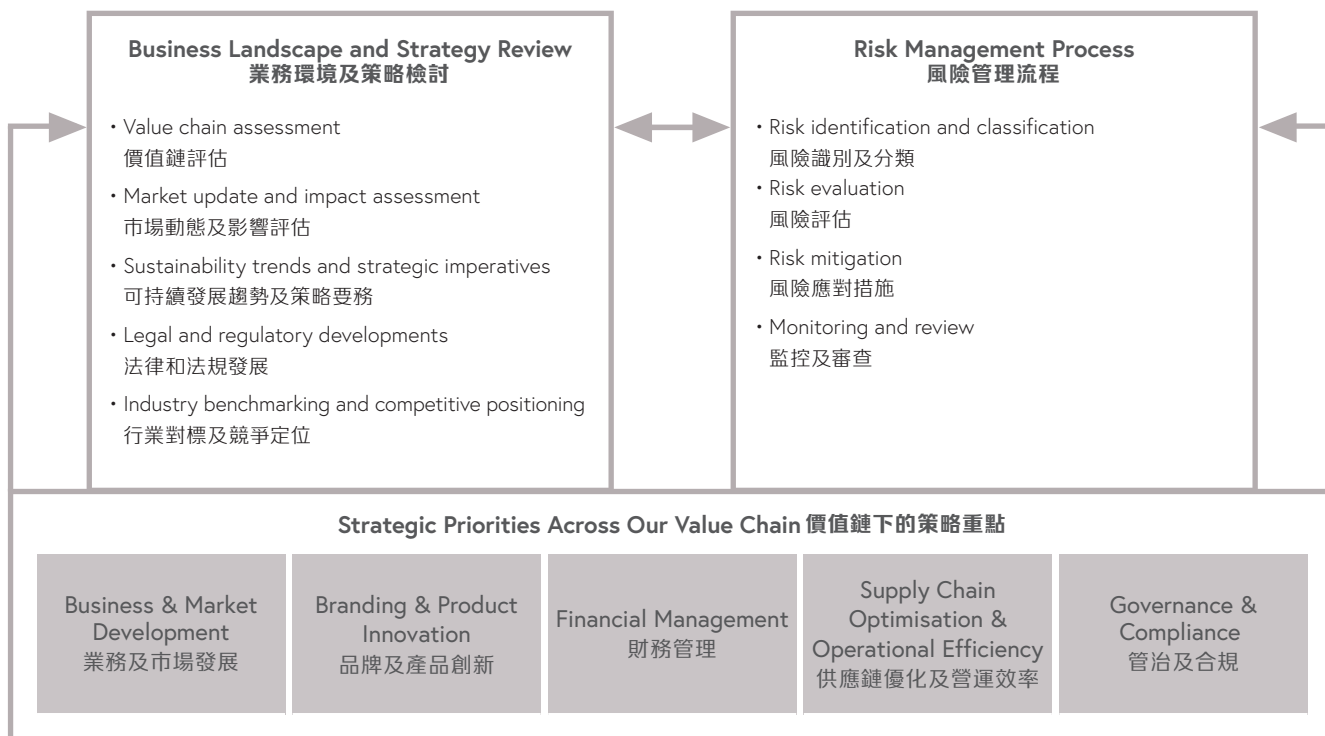 Business Landscape and Strategy Review
業務環境及策略檢討
• Value chain assessment
價值鏈評估
• Market update and impact assessment
市場動態及影響評估
• Sustainability trends and strategic imperatives
可持續發展趨勢及策略要務
• Legal and regulatory developments
法律和法規發展
• Industry benchmarking and competitive positioning
行業對標及競爭定位
Risk Management Process
風險管理流程
• Risk identification and classification
風險識別及分類
• Risk evaluation
風險評估
• Risk mitigation
風險應對措施
• Monitoring and review
監控及審查
Strategic Priorities Across Our Value Chain 價值鏈下的策略重點
Business & Market
Development
業務及市場發展
Branding & Product
Innovation
品牌及產品創新
Financial Management
財務管理
Supply Chain
Optimisation &
Operational Efficiency
供應鏈優化及營運效率
Governance &
Compliance
管治及合規